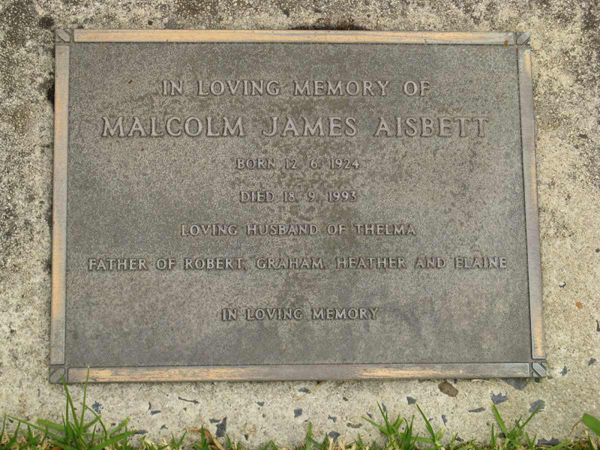 IN LOVING MEMORY OF
MALCOLM JAMES AISBETT
BORN 12. 6. 1924
DIED 18. 9. 1993
LOVING HUSBAND OF THELMA
FATHER OF ROBERT, GRAHAM, HEATHER AND ELAINE
IN LOVING MEMORY